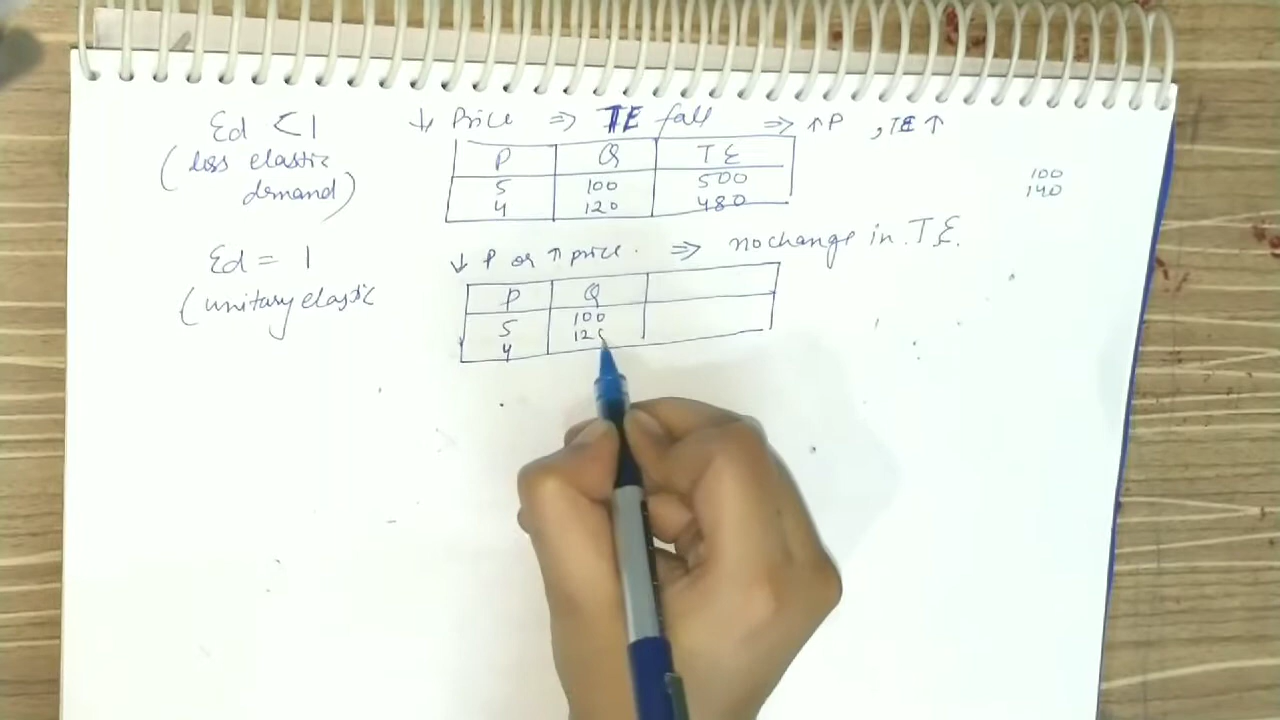 Ed < 1 ↓ Price ⇒ TE fall ⇒ ↑P , TE ↑
(less elastic demand)
P Q TE
5 100 500
4 120 480
100
140
Ed = 1 ↓ P or ↑ price. ⇒ no change in T.E.
(unitary elastic
P Q
5 100
4 12